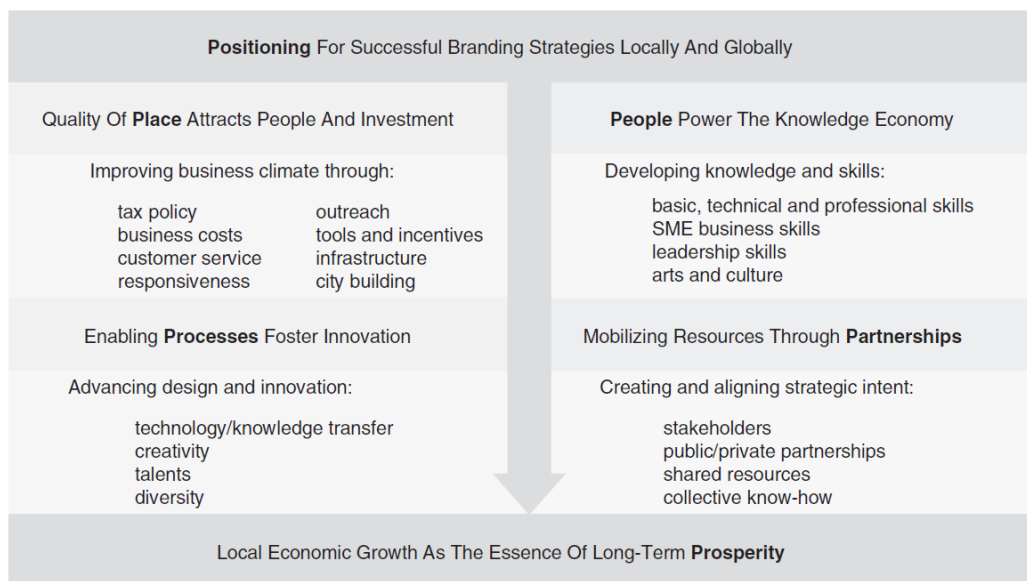 Positioning For Successful Branding Strategies Locally And Globally
Quality Of Place Attracts People And Investment
Improving business climate through:
tax policy
business costs
customer service
responsiveness
outreach
tools and incentives
infrastructure
city building
People Power The Knowledge Economy
Developing knowledge and skills:
basic, technical and professional skills
SME business skills
leadership skills
arts and culture
Enabling Processes Foster Innovation
Advancing design and innovation:
technology/knowledge transfer
creativity
talents
diversity
Mobilizing Resources Through Partnerships
Creating and aligning strategic intent:
stakeholders
public/private partnerships
shared resources
collective know-how
Local Economic Growth As The Essence Of Long-Term Prosperity